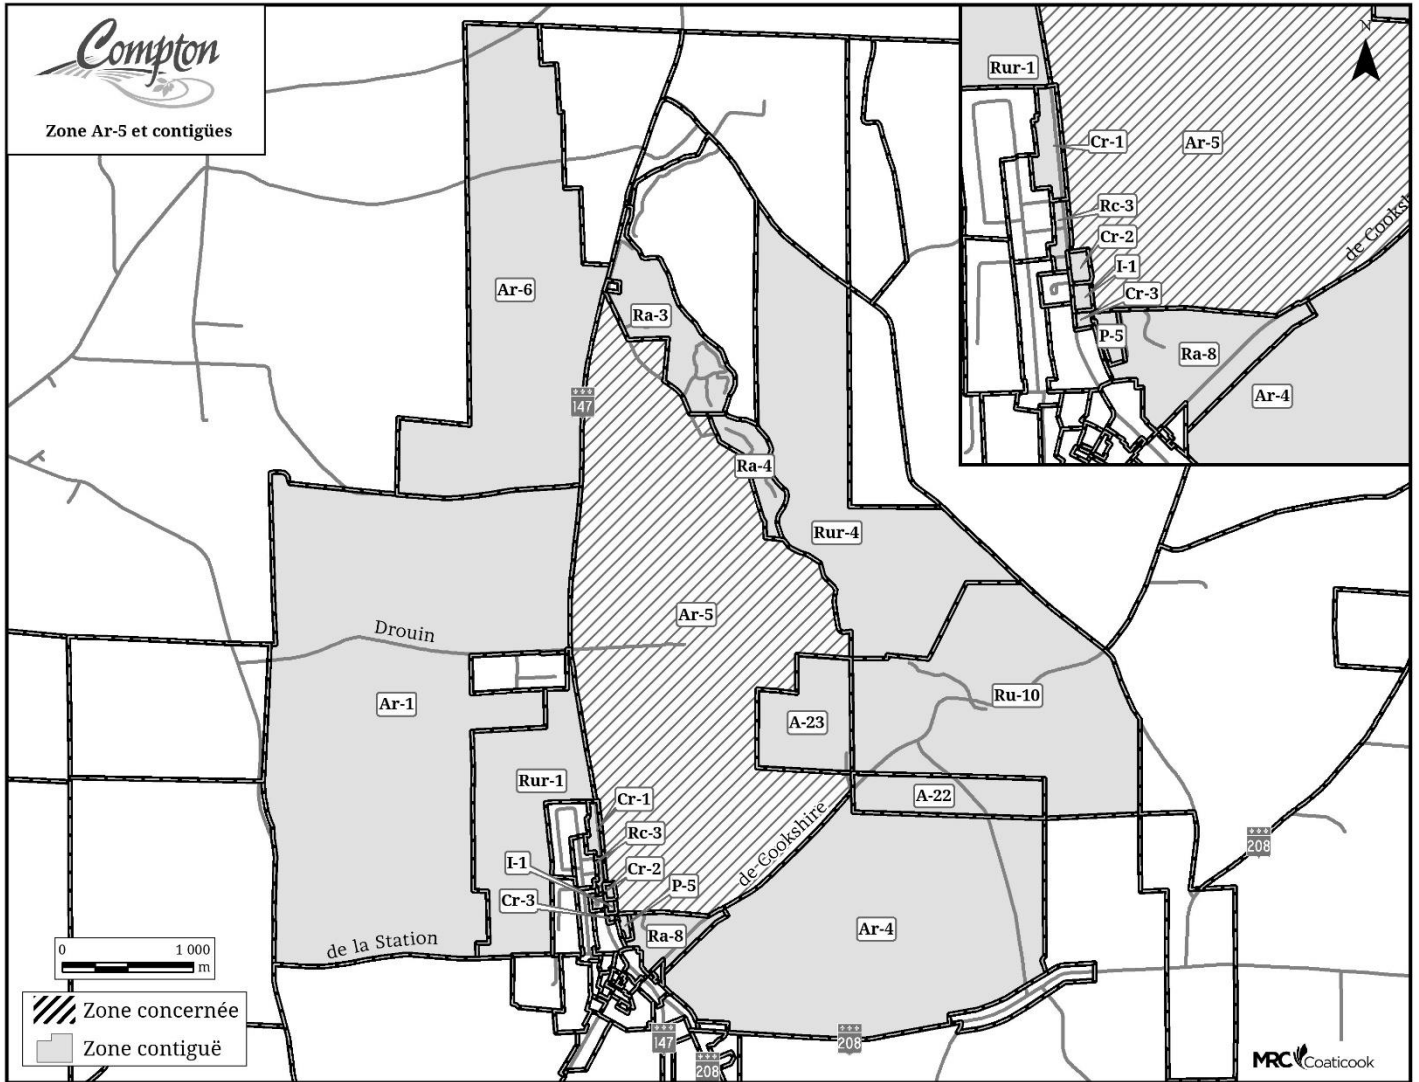 Compton
Zone Ar-5 et contigües
N
Rur-1
Cr-1
Ar-5
Rc-3
Cr-2
I-1
Cr-3
P-5
Ra-8
Ar-4
de Cooksh
Ar-6
Ra-3
147
Ra-4
Rur-4
Ar-5
Drouin
Ar-1
Ru-10
A-23
Rur-1
A-22
Cr-1
Rc-3
I-1
Cr-2
Cr-3
P-5
de Cookshire
208
Ra-8
Ar-4
de la Station
0 1 000
m
Zone concernée
Zone contiguë
147
208
208
MRC Coaticook